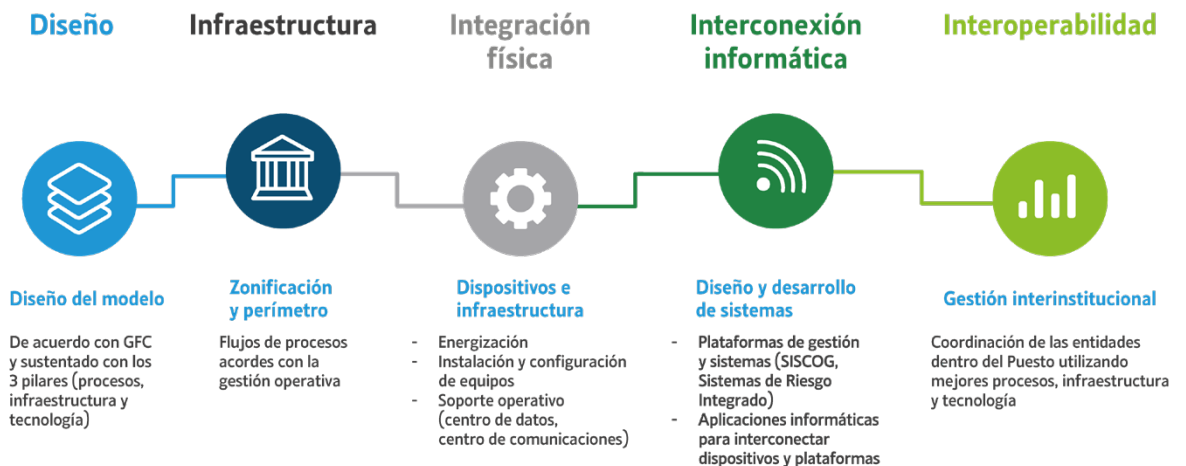 Diseño
Infraestructura
Integración
física
Interconexión
informática
Interoperabilidad
Diseño del modelo
De acuerdo con GFC
y sustentado con los
3 pilares (procesos,
infraestructura y
tecnología)
Zonificación
y perímetro
Flujos de procesos
acordes con la
gestión operativa
Dispositivos e
infraestructura
- Energización
- Instalación y configuración
de equipos
- Soporte operativo
(centro de datos,
centro de comunicaciones)
Diseño y desarrollo
de sistemas
- Plataformas de gestión
y sistemas (SISCOG,
Sistemas de Riesgo
Integrado)
- Aplicaciones informáticas
para interconectar
dispositivos y plataformas
Gestión interinstitucional
Coordinación de las entidades
dentro del Puesto utilizando
mejores procesos, infraestructura
y tecnología